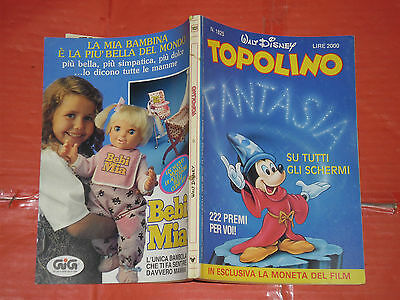 LA MIA BAMBINA
È LA PIU' BELLA DEL MONDO
più bella, più simpatica, più dolce
...lo dicono tutte le mamme
Bebi
Mia
Bebi
Mia
L'UNICA BAMBOLA
CHE TI FA SENTIRE
DAVVERO MAMMA
GiG
TOPOLINO
WALT DISNEY
N. 1825
WALT DISNEY
LIRE 2000
TOPOLINO
FANTASIA
SU TUTTI
GLI SCHERMI
222 PREMI
PER VOI!
IN ESCLUSIVA LA MONETA DEL FILM